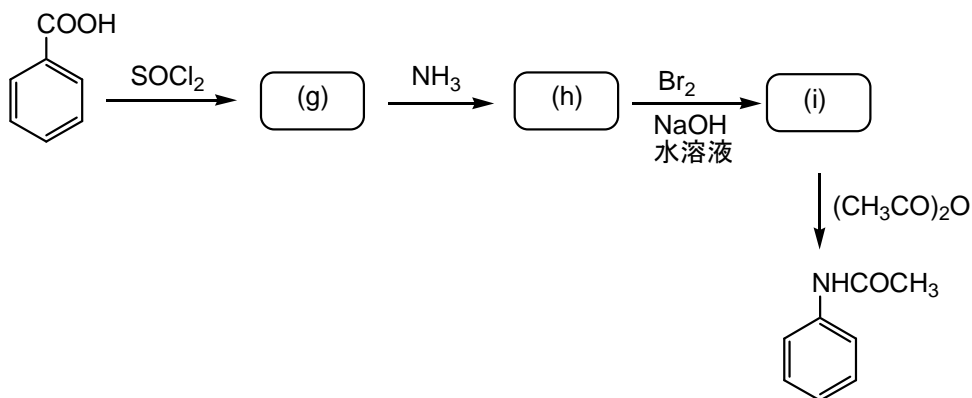 COOH
SOCl2
(g)
NH3
(h)
Br2
NaOH
水溶液
(i)
(CH3CO)2O
NHCOCH3